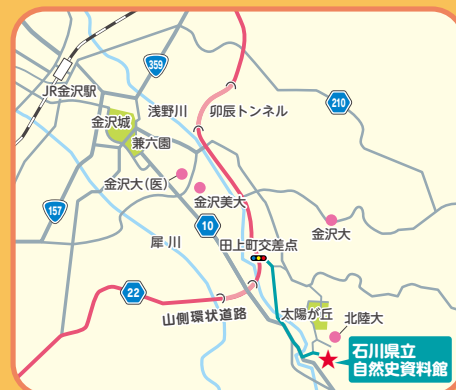 359
210
JR金沢駅
浅野川
卯辰トンネル
金沢城
兼六園
金沢大(医)
金沢美大
157
10
金沢大
犀川
田上町交差点
22
山側環状道路
太陽が丘
北陸大
石川県立
自然史資料館